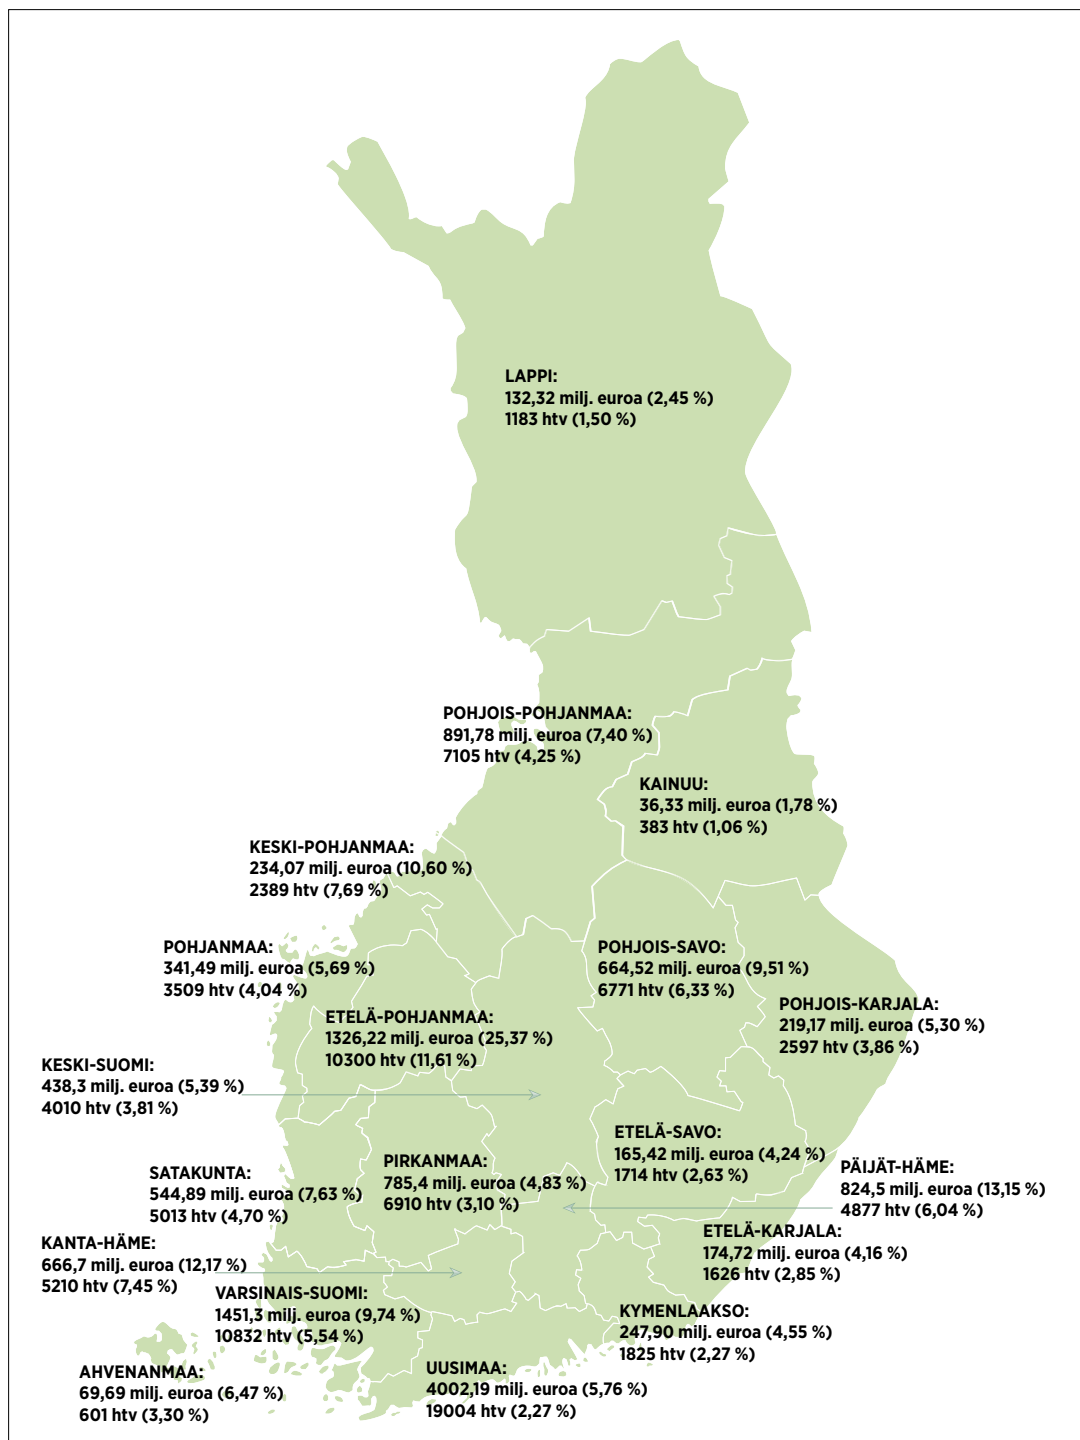 LAPPI:
132,32 milj. euroa (2,45 %)
1183 htv (1,50 %)
POHJOIS-POHJANMAA:
891,78 milj. euroa (7,40 %)
7105 htv (4,25 %)
KAINUU:
36,33 milj. euroa (1,78 %)
383 htv (1,06 %)
KESKI-POHJANMAA:
234,07 milj. euroa (10,60 %)
2389 htv (7,69 %)
POHJANMAA:
341,49 milj. euroa (5,69 %)
3509 htv (4,04 %)
POHJOIS-SAVO:
664,52 milj. euroa (9,51 %)
6771 htv (6,33 %)
POHJOIS-KARJALA:
219,17 milj. euroa (5,30 %)
2597 htv (3,86 %)
ETELÄ-POHJANMAA:
1326,22 milj. euroa (25,37 %)
10300 htv (11,61 %)
KESKI-SUOMI:
438,3 milj. euroa (5,39 %)
4010 htv (3,81 %)
ETELÄ-SAVO:
165,42 milj. euroa (4,24 %)
1714 htv (2,63 %)
PIRKANMAA:
785,4 milj. euroa (4,83 %)
6910 htv (3,10 %)
PÄIJÄT-HÄME:
824,5 milj. euroa (13,15 %)
4877 htv (6,04 %)
SATAKUNTA:
544,89 milj. euroa (7,63 %)
5013 htv (4,70 %)
ETELÄ-KARJALA:
174,72 milj. euroa (4,16 %)
1626 htv (2,85 %)
KANTA-HÄME:
666,7 milj. euroa (12,17 %)
5210 htv (7,45 %)
VARSINAIS-SUOMI:
1451,3 milj. euroa (9,74 %)
10832 htv (5,54 %)
KYMENLAAKSO:
247,90 milj. euroa (4,55 %)
1825 htv (2,27 %)
AHVENANMAA:
69,69 milj. euroa (6,47 %)
601 htv (3,30 %)
UUSIMAA:
4002,19 milj. euroa (5,76 %)
19004 htv (2,27 %)